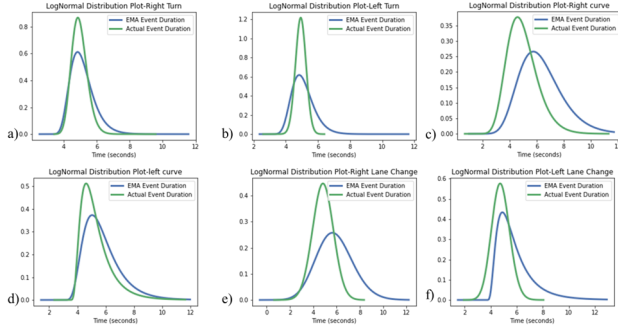 LogNormal Distribution Plot-Right Turn
EMA Event Duration
Actual Event Duration
0.8
0.6
0.4
0.2
0.0
4 6 8 10 12
Time (seconds)
a)
LogNormal Distribution Plot-Left Turn
EMA Event Duration
Actual Event Duration
1.2
1.0
0.8
0.6
0.4
0.2
0.0
2 4 6 8 10 12
Time (seconds)
b)
LogNormal Distribution Plot-Right curve
EMA Event Duration
Actual Event Duration
0.35
0.30
0.25
0.20
0.15
0.10
0.05
0.00
0 3 6 9 12
Time (seconds)
c)
LogNormal Distribution Plot-left curve
EMA Event Duration
Actual Event Duration
0.5
0.4
0.3
0.2
0.1
0.0
2 4 6 8 10 12
Time (seconds)
d)
LogNormal Distribution Plot-Right Lane Change
EMA Event Duration
Actual Event Duration
0.4
0.3
0.2
0.1
0.0
0 2 4 6 8 10 12
Time (seconds)
e)
LogNormal Distribution Plot-Left Lane Change
EMA Event Duration
Actual Event Duration
0.6
0.5
0.4
0.3
0.2
0.1
0.0
2 4 6 8 10 12
Time (seconds)
f)